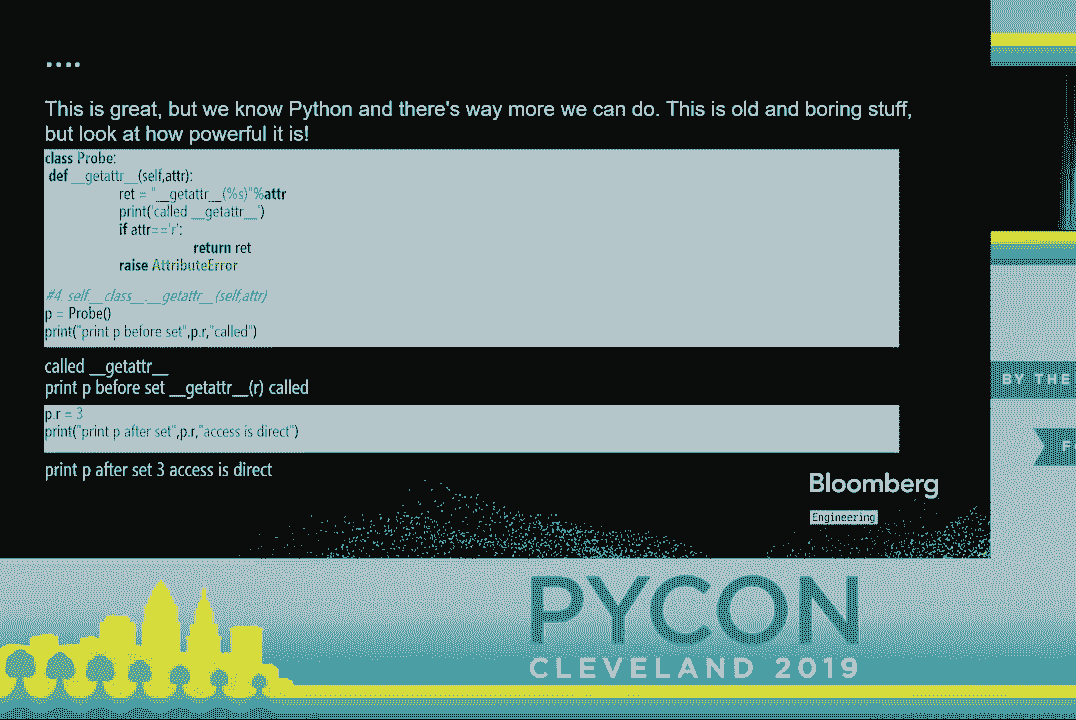 ....
This is great, but we know Python and there's way more we can do. This is old and boring stuff,
but look at how powerful it is!
class Probe:
def __getattr__(self,attr):
ret = "__getattr__(%s)"%attr
print('called __getattr__')
if attr=='r':
return ret
raise AttributeError
#4. self.__class__.__getattr__(self,attr)
p = Probe()
print("print p before set",p.r,"called")
called __getattr__
print p before set __getattr__(r) called
p.r = 3
print("print p after set",p.r,"access is direct")
print p after set 3 access is direct
Bloomberg
Engineering
BY THE
PYCON
CLEVELAND 2019